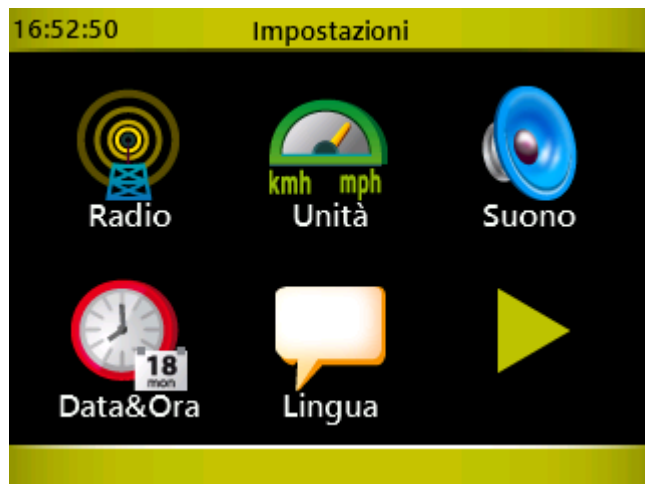 16:52:50 Impostazioni
kmh mph
Radio Unità Suono
18
mon
Data&Ora Lingua